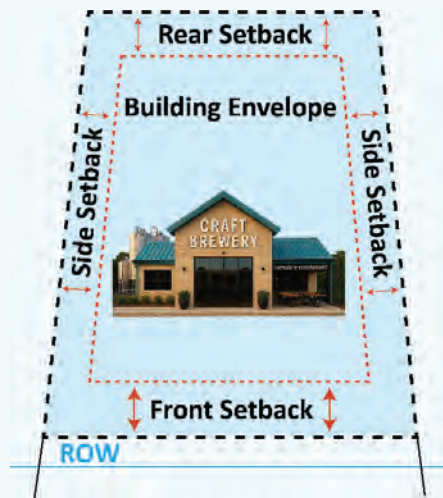 Rear Setback
Building Envelope
Side Setback
Side Setback
CRAFT
BREWERY
Front Setback
ROW